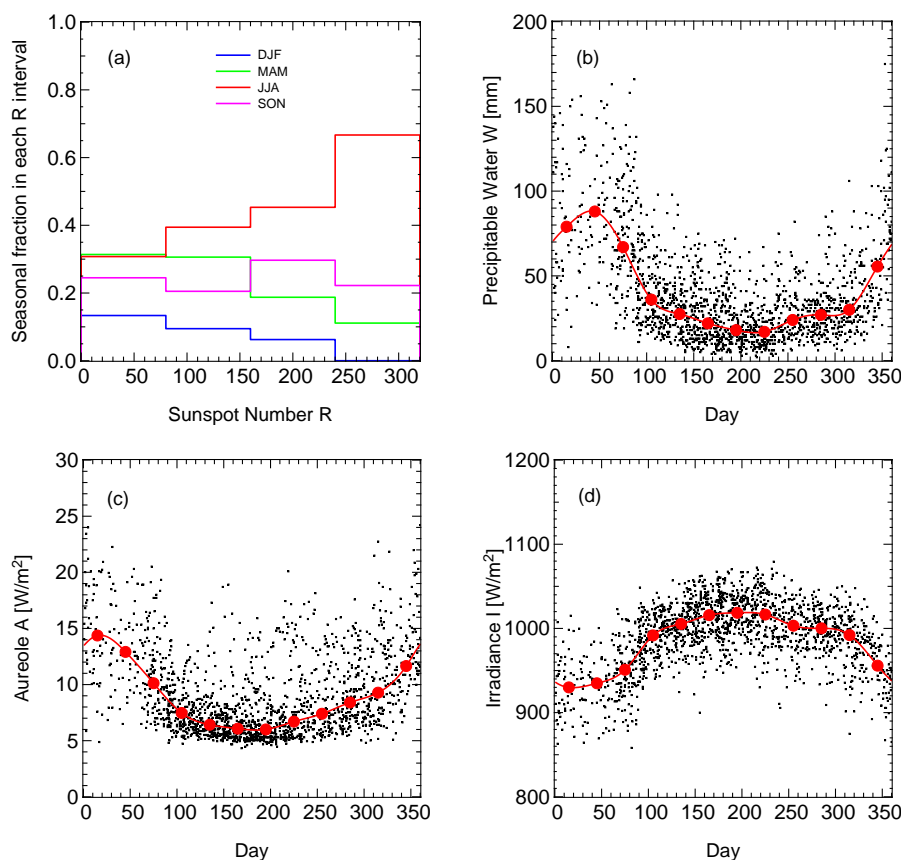 (a)
DJF
MAM
JJA
SON
1.0
0.8
0.6
0.4
0.2
0.0
Seasonal fraction in each R interval
0 50 100 150 200 250 300
Sunspot Number R
(b)
200
150
100
50
0
Precipitable Water W [mm]
0 50 100 150 200 250 300 350
Day
(c)
30
25
20
15
10
5
0
Aureole A [W/m²]
0 50 100 150 200 250 300 350
Day
(d)
1200
1100
1000
900
800
Irradiance I [W/m²]
0 50 100 150 200 250 300 350
Day